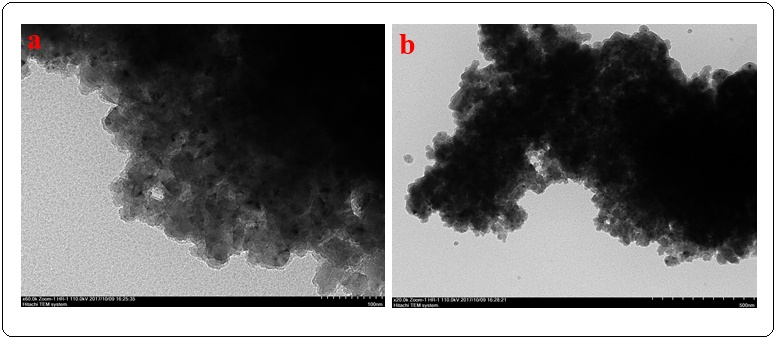 a
b
x60.0k Zoom-1 HR-1 110.0kV 2017/10/09 16:25:35
Hitachi TEM system.
100nm
x20.0k Zoom-1 HR-1 110.0kV 2017/10/09 16:28:21
Hitachi TEM system.
500nm